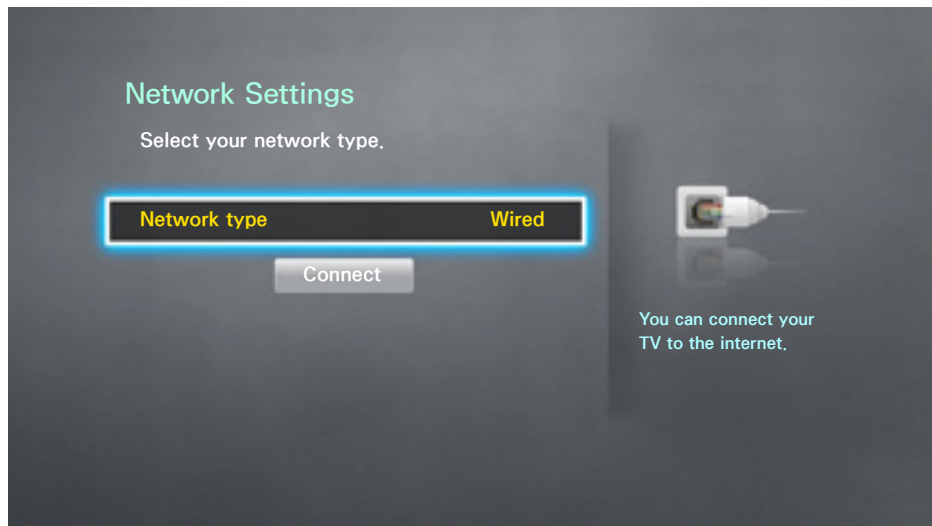 Network Settings
Select your network type.
Network type Wired
Connect
You can connect your
TV to the internet.